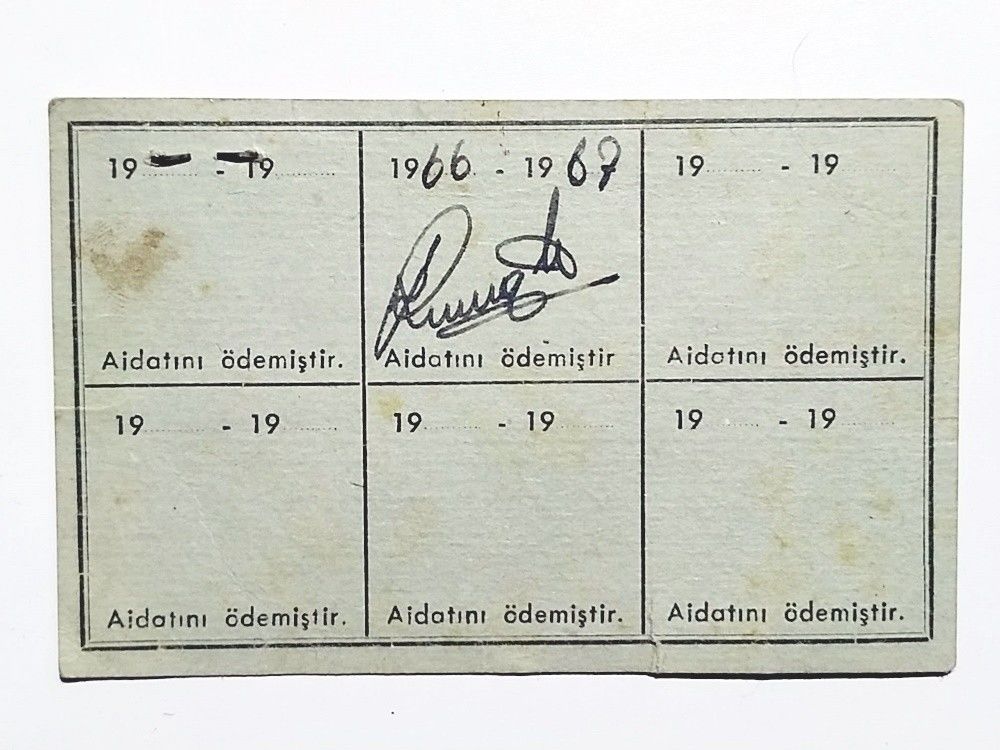 19........ - 19........
1966 - 1967
19........ - 19........
Aidatını ödemiştir.
Aidatını ödemiştir
Aidatını ödemiştir.
19........ - 19........
19........ - 19........
19........ - 19........
Aidatını ödemiştir.
Aidatını ödemiştir.
Aidatını ödemiştir.